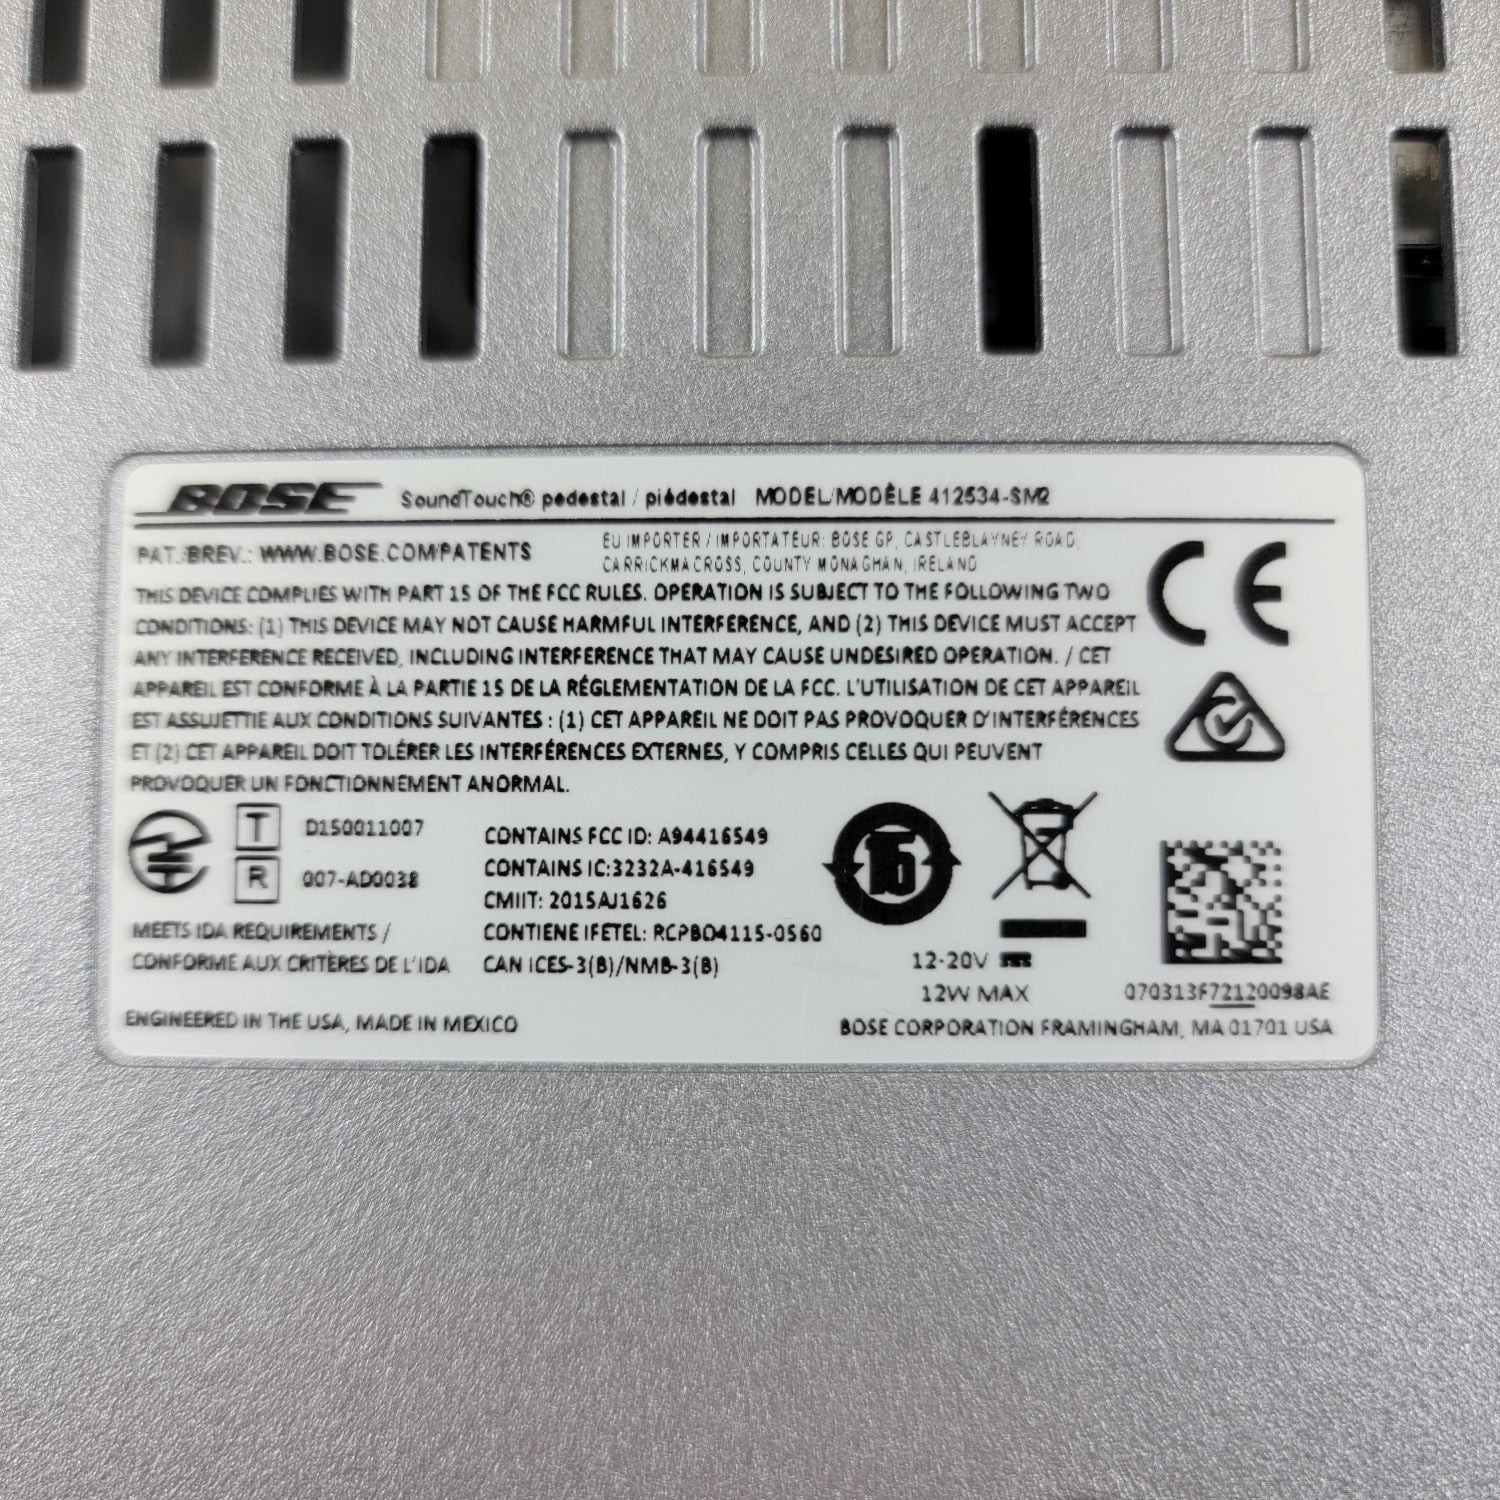 BOSE SoundTouch® pedestal / piédestal MODEL/MODÈLE 412534-SM2
PAT./BREV.: WWW.BOSE.COM/PATENTS
EU IMPORTER / IMPORTATEUR: BOSE GP, CASTLEBLAYNEY ROAD,
CARRICKMACROSS, COUNTY MONAGHAN, IRELAND
THIS DEVICE COMPLIES WITH PART 15 OF THE FCC RULES. OPERATION IS SUBJECT TO THE FOLLOWING TWO
CONDITIONS: (1) THIS DEVICE MAY NOT CAUSE HARMFUL INTERFERENCE, AND (2) THIS DEVICE MUST ACCEPT
ANY INTERFERENCE RECEIVED, INCLUDING INTERFERENCE THAT MAY CAUSE UNDESIRED OPERATION. / CET
APPAREIL EST CONFORME À LA PARTIE 15 DE LA RÉGLEMENTATION DE LA FCC. L'UTILISATION DE CET APPAREIL
EST ASSUJETTIE AUX CONDITIONS SUIVANTES : (1) CET APPAREIL NE DOIT PAS PROVOQUER D'INTERFÉRENCES
ET (2) CET APPAREIL DOIT TOLÉRER LES INTERFÉRENCES EXTERNES, Y COMPRIS CELLES QUI PEUVENT
PROVOQUER UN FONCTIONNEMENT ANORMAL.
CE
T D150011007
R 007-AD0038
MEETS IDA REQUIREMENTS /
CONFORME AUX CRITÈRES DE L'IDA
CONTAINS FCC ID: A94416549
CONTAINS IC:3232A-416549
CMIIT: 2015AJ1626
CONTIENE IFETEL: RCPBO4115-0560
CAN ICES-3(B)/NMB-3(B)
15
12-20V
12W MAX
070313F72120098AE
ENGINEERED IN THE USA, MADE IN MEXICO
BOSE CORPORATION FRAMINGHAM, MA 01701 USA